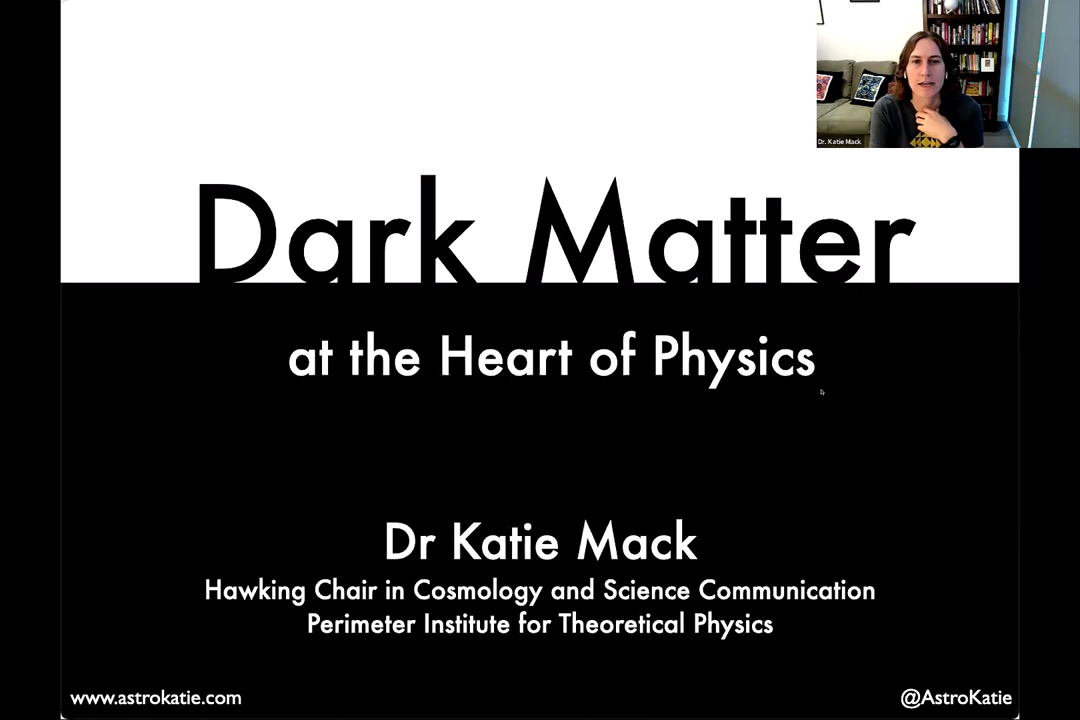 Dr. Katie Mack
Dark Matter
at the Heart of Physics
Dr Katie Mack
Hawking Chair in Cosmology and Science Communication
Perimeter Institute for Theoretical Physics
www.astrokatie.com
@AstroKatie